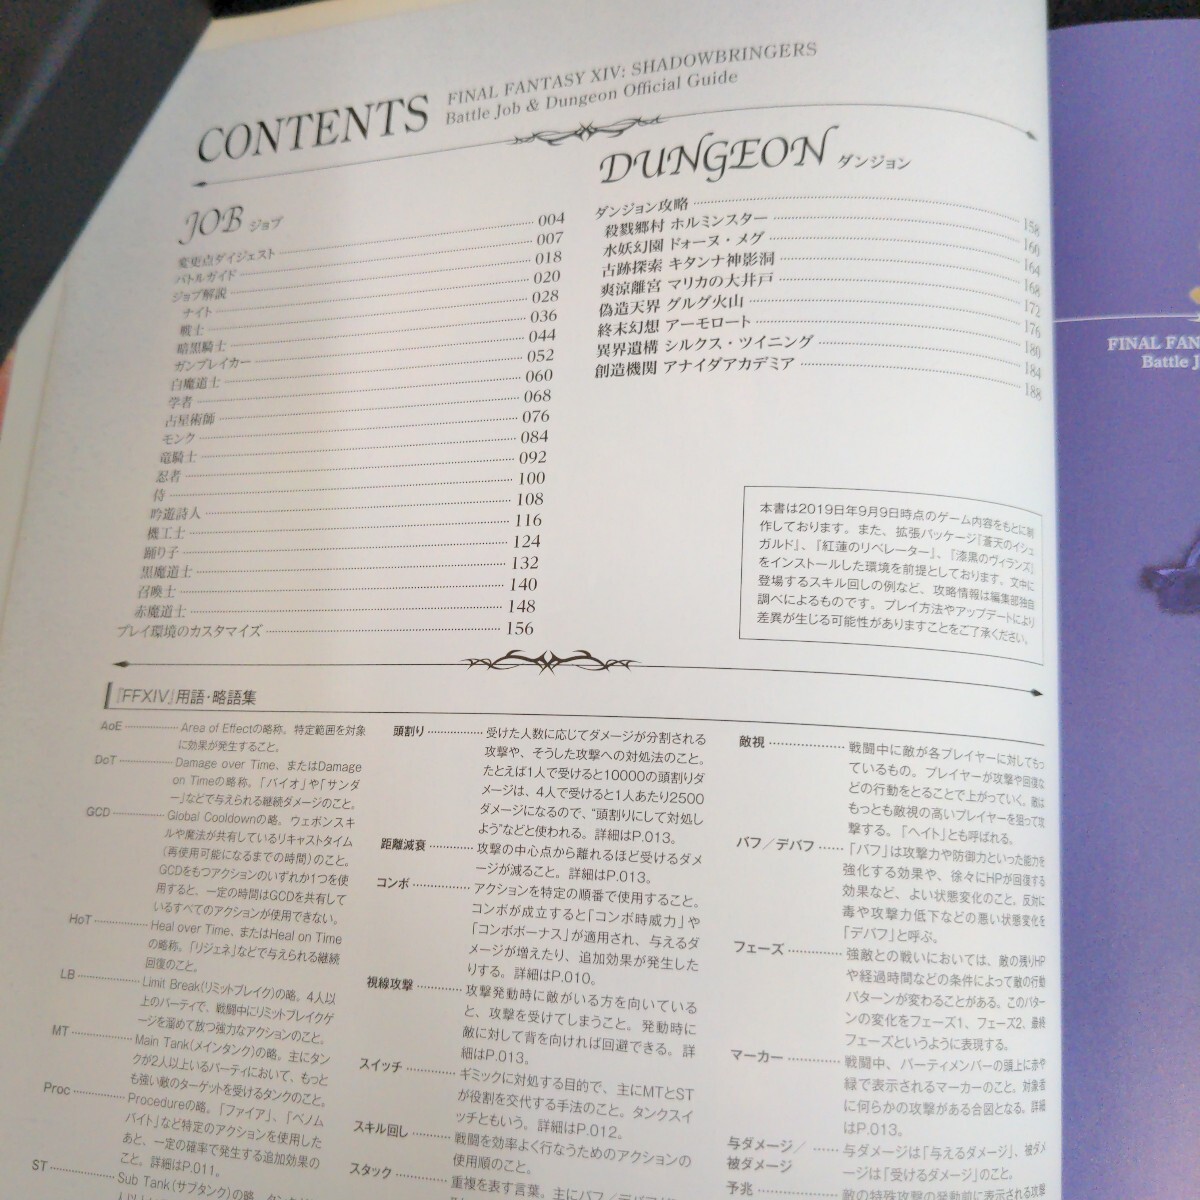 CONTENTS
FINAL FANTASY XIV: SHADOWBRINGERS
Battle Job & Dungeon Official Guide
JOB ジョブ
変更点ダイジェスト 004
バトルガイド 007
ジョブ解説 018
ナイト 020
戦士 028
暗黒騎士 036
ガンブレイカー 044
白魔道士 052
学者 060
占星術師 068
モンク 076
竜騎士 084
忍者 092
侍 100
吟遊詩人 108
機工士 116
踊り子 124
黒魔道士 132
召喚士 140
赤魔道士 148
プレイ環境のカスタマイズ 156
DUNGEON ダンジョン
ダンジョン攻略 158
殺戮郷村 ホルミンスター 160
水妖幻園 ドォーヌ・メグ 164
古跡探索 キタンナ神影洞 168
爽涼離宮 マリカの大井戸 172
偽造天界 グルグ火山 176
終末幻想 アーモロート 180
異界遺構 シルクス・ツイニング 184
創造機関 アナイダアカデミア 188
本書は2019日年9月9日時点のゲーム内容をもとに制
作しております。また、拡張パッケージ『蒼天のイシュ
ガルド』、『紅蓮のリベレーター』、『漆黒のヴィランズ』
をインストールした環境を前提としております。文中に
登場するスキル回しの例など、攻略情報は編集部独自
調べによるものです。プレイ方法やアップデートにより
差異が生じる可能性がありますことをご了承ください。
『FFXIV』用語・略語集
AoE Area of Effectの略称。特定範囲を対象
に効果が発生すること。
DoT Damage over Time、またはDamage
on Timeの略称。「バイオ」や「サンダ
ー」などで与えられる継続ダメージのこと。
GCD Global Cooldownの略。ウェポンスキ
ルや魔法が共有しているリキャストタイム
(再使用可能になるまでの時間)のこと。
GCDをもつアクションのいずれか1つを使
用すると、一定の時間はGCDを共有して
いるすべてのアクションが使用できない。
HoT Heal over Time、またはHeal on Time
の略称。「リジェネ」などで与えられる継続
回復のこと。
LB Limit Break(リミットブレイク)の略。4人以
上のパーティで、戦闘中にリミットブレイクゲ
ージを溜めて放つ強力なアクションのこと。
MT Main Tank(メインタンク)の略。主にタン
クが2人以上いるパーティにおいて、もっと
も強い敵のターゲットを受けるタンクのこと。
Proc Procedureの略。「ファイア」、「ベノム
バイト」など特定のアクションを使用した
あと、一定の確率で発生する追加効果の
こと。詳細はP.011。
ST Sub Tank(サブタンク)の略。
頭割り 受けた人数に応じてダメージが分割される
攻撃や、そうした攻撃への対処法のこと。
たとえば1人で受けると10000の頭割りダ
メージは、4人で受けると1人あたり2500
ダメージになるので、"頭割りにして対処し
よう"などと使われる。詳細はP.013。
距離減衰 攻撃の中心点から離れるほど受けるダメ
ージが減ること。詳細はP.013。
コンボ アクションを特定の順番で使用すること。
コンボが成立すると「コンボ時威力」や
「コンボボーナス」が適用され、与えるダ
メージが増えたり、追加効果が発生した
りする。詳細はP.010。
視線攻撃 攻撃発動時に敵がいる方を向いている
と、攻撃を受けてしまうこと。発動時に
敵に対して背を向ければ回避できる。詳
細はP.013。
スイッチ ギミックに対処する目的で、主にMTとST
が役割を交代する手法のこと。タンクスイ
ッチともいう。詳細はP.012。
スキル回し 戦闘を効率よく行なうためのアクションの
使用順のこと。
スタック 重複を表す言葉。主にバフ/デバフが
敵視 戦闘中に敵が各プレイヤーに対してもっ
ているもの。プレイヤーが攻撃や回復な
どの行動をとることで上がっていく。敵は
もっとも敵視の高いプレイヤーを狙って攻
撃する。「ヘイト」とも呼ばれる。
バフ/デバフ 「バフ」は攻撃力や防御力といった能力を
強化する効果や、徐々にHPが回復する
効果など、よい状態変化のこと。反対に
毒や攻撃力低下などの悪い状態変化を
「デバフ」と呼ぶ。
フェーズ 強敵との戦いにおいては、敵の残りHP
や経過時間などの条件によって敵の行動
パターンが変わることがある。このパター
ンの変化をフェーズ1、フェーズ2、最終
フェーズというように表現する。
マーカー 戦闘中、パーティメンバーの頭上に赤や
緑で表示されるマーカーのこと。対象者
に何らかの攻撃がある合図となる。詳細
はP.013。
与ダメージ/
被ダメージ 与ダメージは「与えるダメージ」、被ダメ
ージは「受けるダメージ」のこと。
予兆 敵の特殊攻撃の発動前に表示される攻撃
FINAL FANTA
Battle J